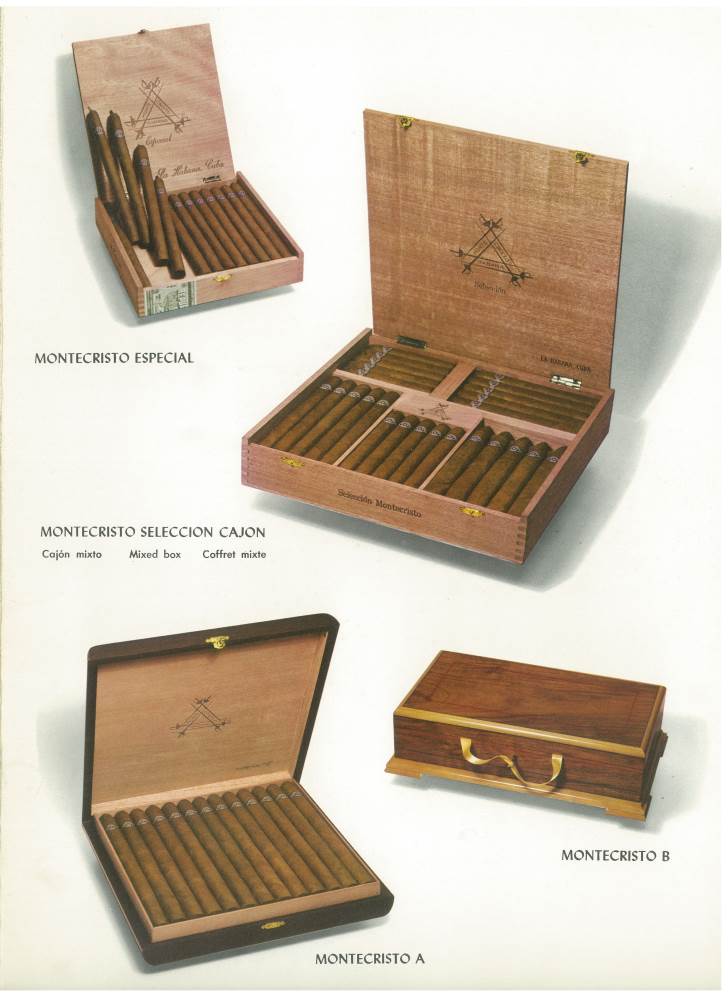 Especial
La Habana, Cuba
MONTECRISTO ESPECIAL
Selección
LA HABANA, CUBA
Selección Montecristo
MONTECRISTO SELECCION CAJON
Cajón mixto Mixed box Coffret mixte
MONTECRISTO B
MONTECRISTO A